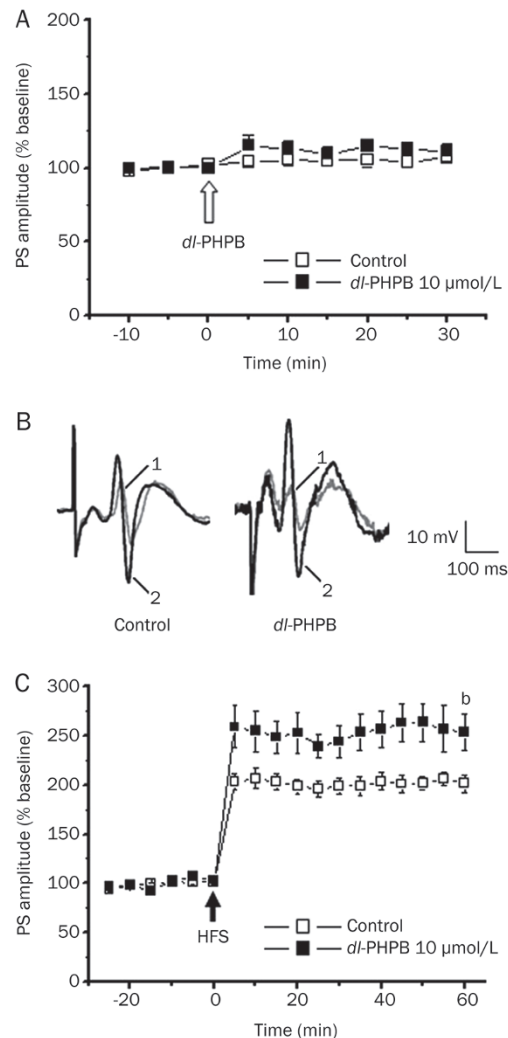 A
200
150
100
50
0
PS amplitude (% baseline)
dl-PHPB
Control
dl-PHPB 10 μmol/L
-10 0 10 20 30
Time (min)
B
1
2
Control
1
2
dl-PHPB
10 mV
100 ms
C
300
250
200
150
100
50
0
PS amplitude (% baseline)
b
HFS
Control
dl-PHPB 10 μmol/L
-20 0 20 40 60
Time (min)